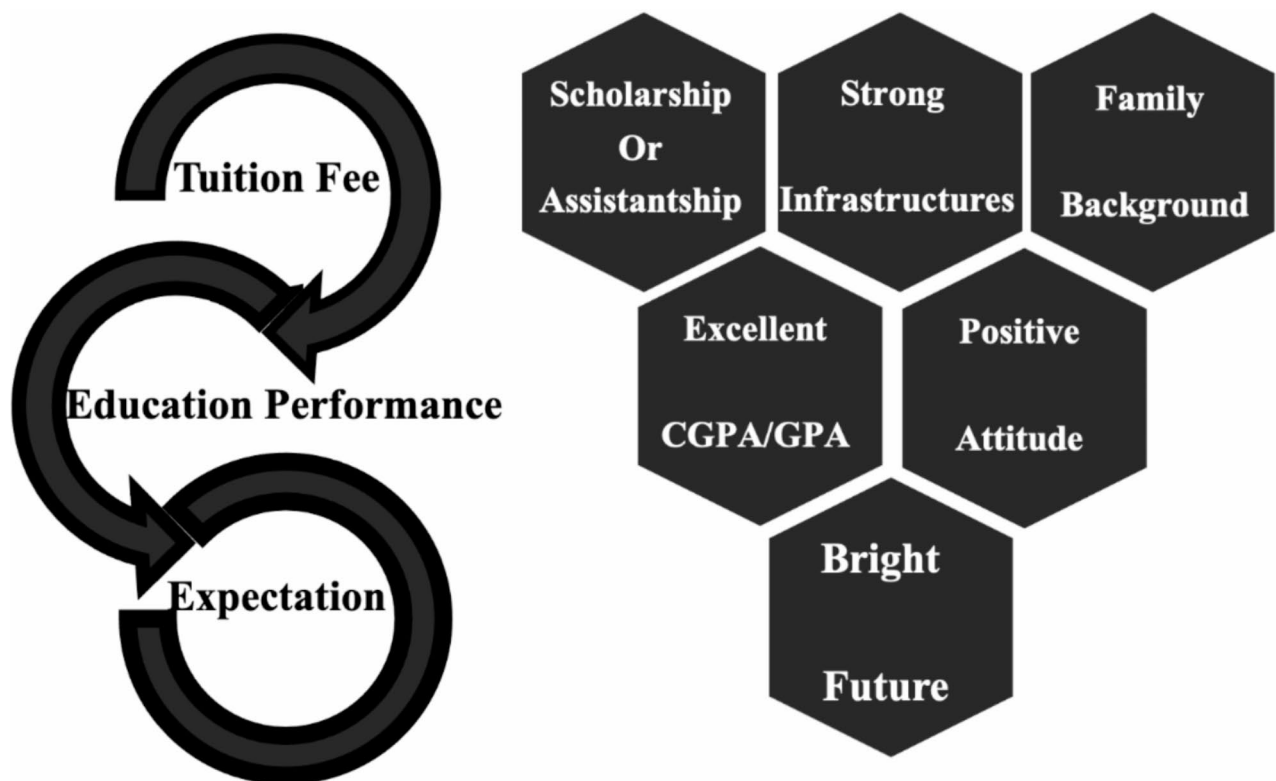 Tuition Fee
Education Performance
Expectation
Scholarship
Or
Assistantship
Strong
Infrastructures
Family
Background
Excellent
CGPA/GPA
Positive
Attitude
Bright
Future